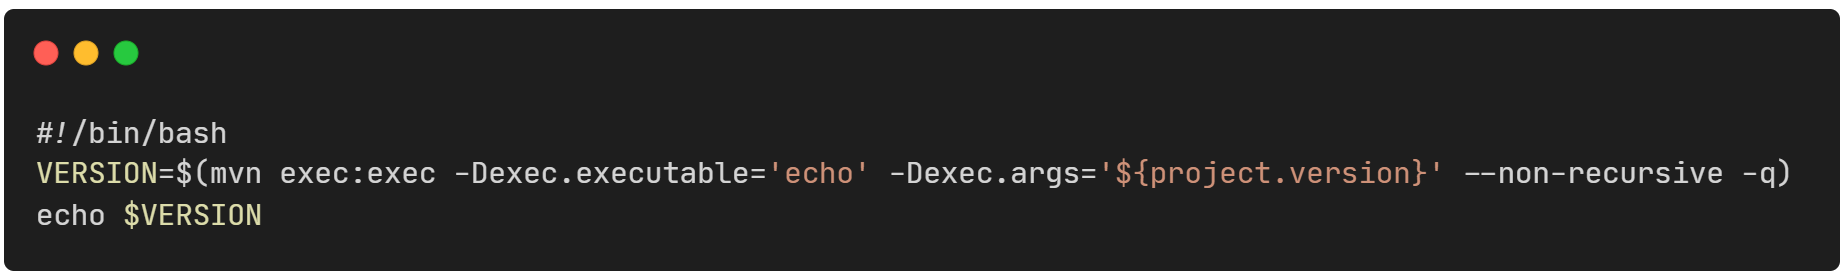 #!/bin/bash
VERSION=$(mvn exec:exec -Dexec.executable='echo' -Dexec.args='${project.version}' --non-recursive -q)
echo $VERSION